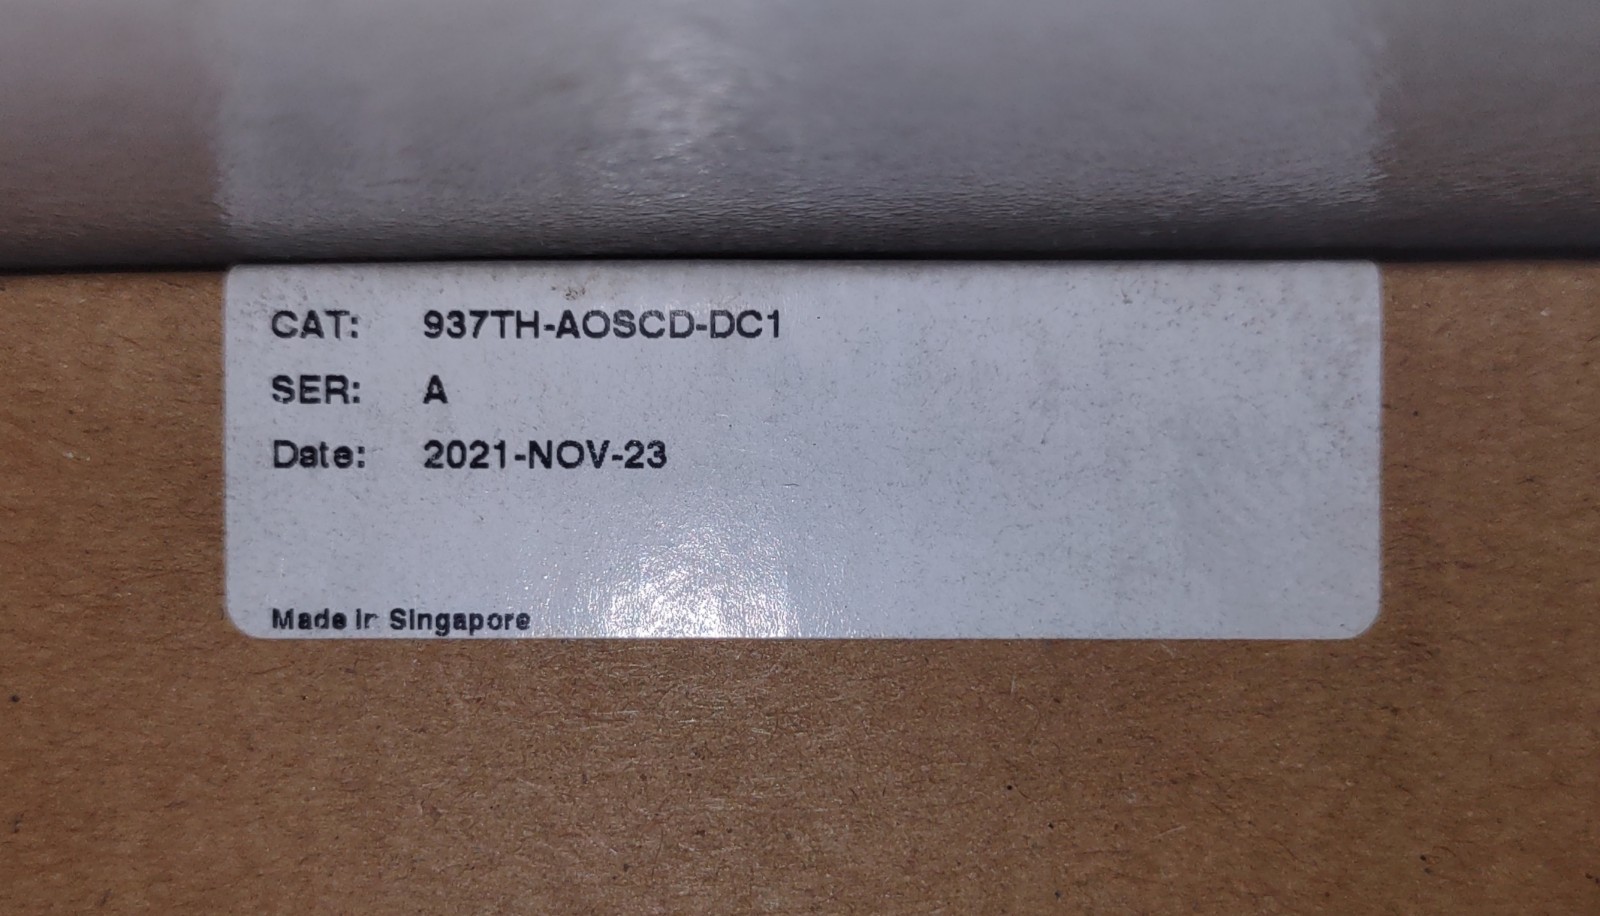 CAT: 937TH-AOSCD-DC1
SER: A
Date: 2021-NOV-23
Made in Singapore